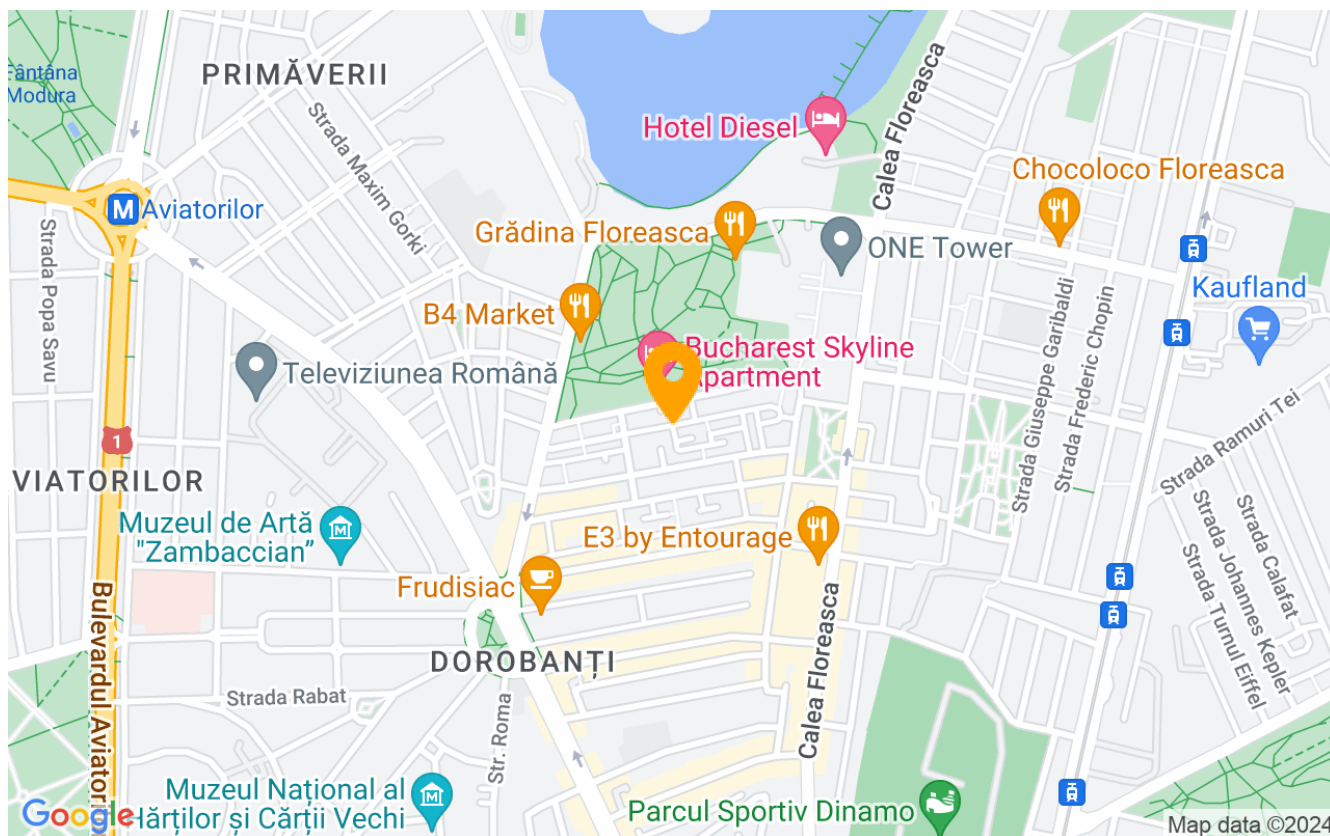 PRIMĂVERII
Fântâna
Modura
Strada Maxim Gorki
Hotel Diesel
Calea Floreasca
Chocoloco Floreasca
M
Aviatorilor
Strada Popa Savu
Grădina Floreasca
ONE Tower
Kaufland
B4 Market
Strada Giuseppe Garibaldi
Strada Frederic Chopin
Bucharest Skyline
Apartment
Televiziunea Română
1
Strada Ramuri Tei
VIATORILOR
Muzeul de Artă
"Zambaccian”
E3 by Entourage
Strada Calafat
Strada Johannes Kepler
Strada Turnul Eiffel
Frudisiac
Bulevardul Aviatori
DOROBANȚI
Calea Floreasca
Strada Rabat
Str. Roma
Muzeul Național al
Hărților și Cărții Vechi
Parcul Sportiv Dinamo
Google
Map data ©2024